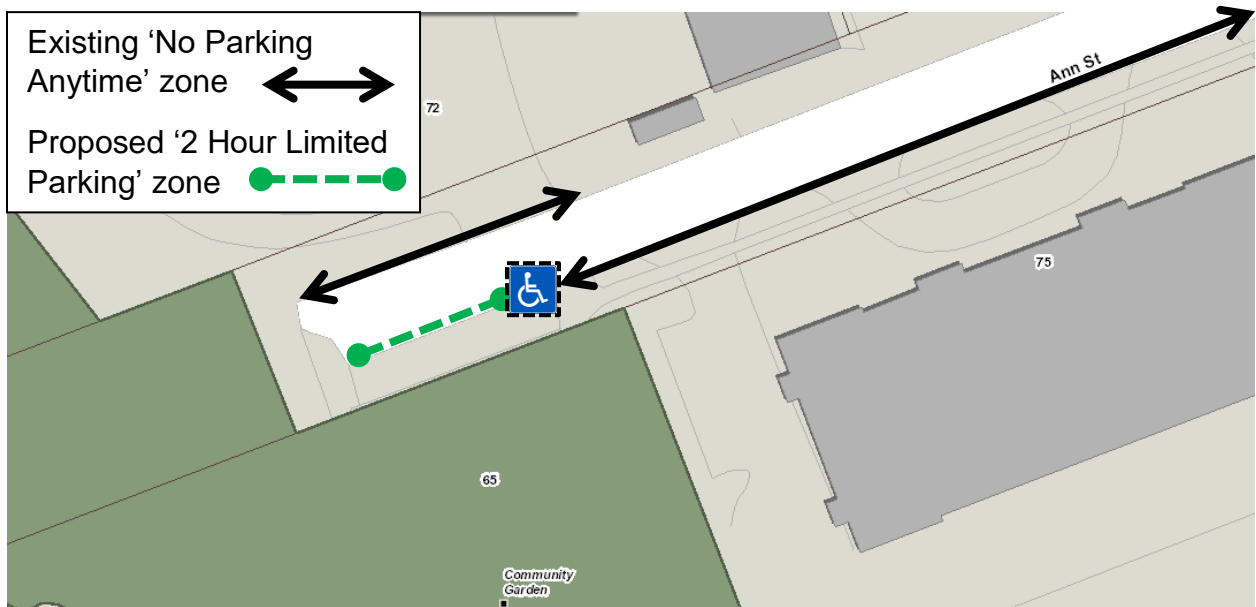 Existing ‘No Parking
Anytime’ zone
Proposed ‘2 Hour Limited
Parking’ zone
Ann St
72
75
65
Community
Garden